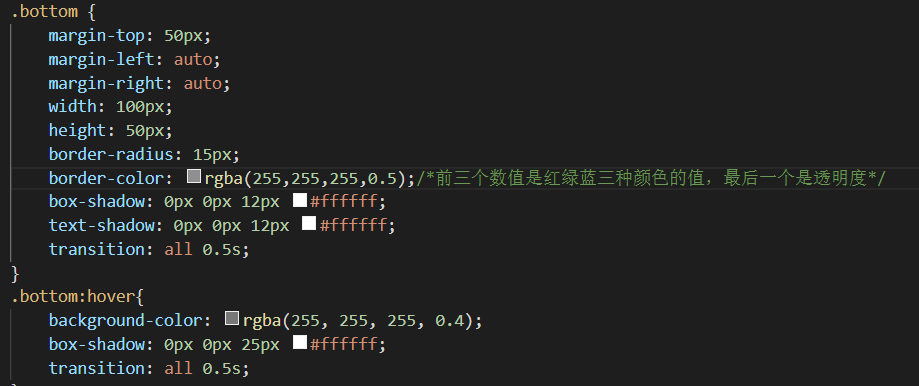 .bottom {
margin-top: 50px;
margin-left: auto;
margin-right: auto;
width: 100px;
height: 50px;
border-radius: 15px;
border-color: rgba(255,255,255,0.5);/*前三个数值是红绿蓝三种颜色的值，最后一个是透明度*/
box-shadow: 0px 0px 12px #ffffff;
text-shadow: 0px 0px 12px #ffffff;
transition: all 0.5s;
}
.bottom:hover{
background-color: rgba(255, 255, 255, 0.4);
box-shadow: 0px 0px 25px #ffffff;
transition: all 0.5s;
}